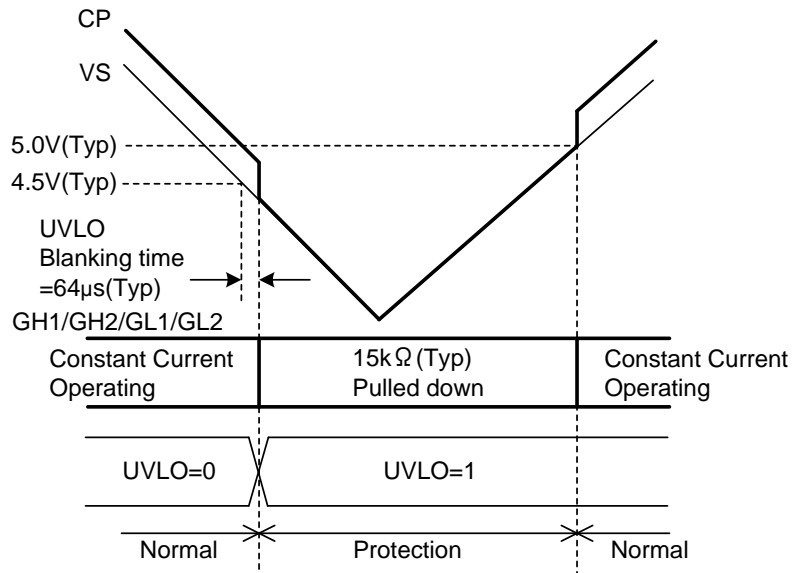 CP
VS
5.0V(Typ)
4.5V(Typ)
UVLO
Blanking time
=64µs(Typ)
GH1/GH2/GL1/GL2
Constant Current
Operating
15kΩ(Typ)
Pulled down
Constant Current
Operating
UVLO=0
UVLO=1
Normal
Protection
Normal